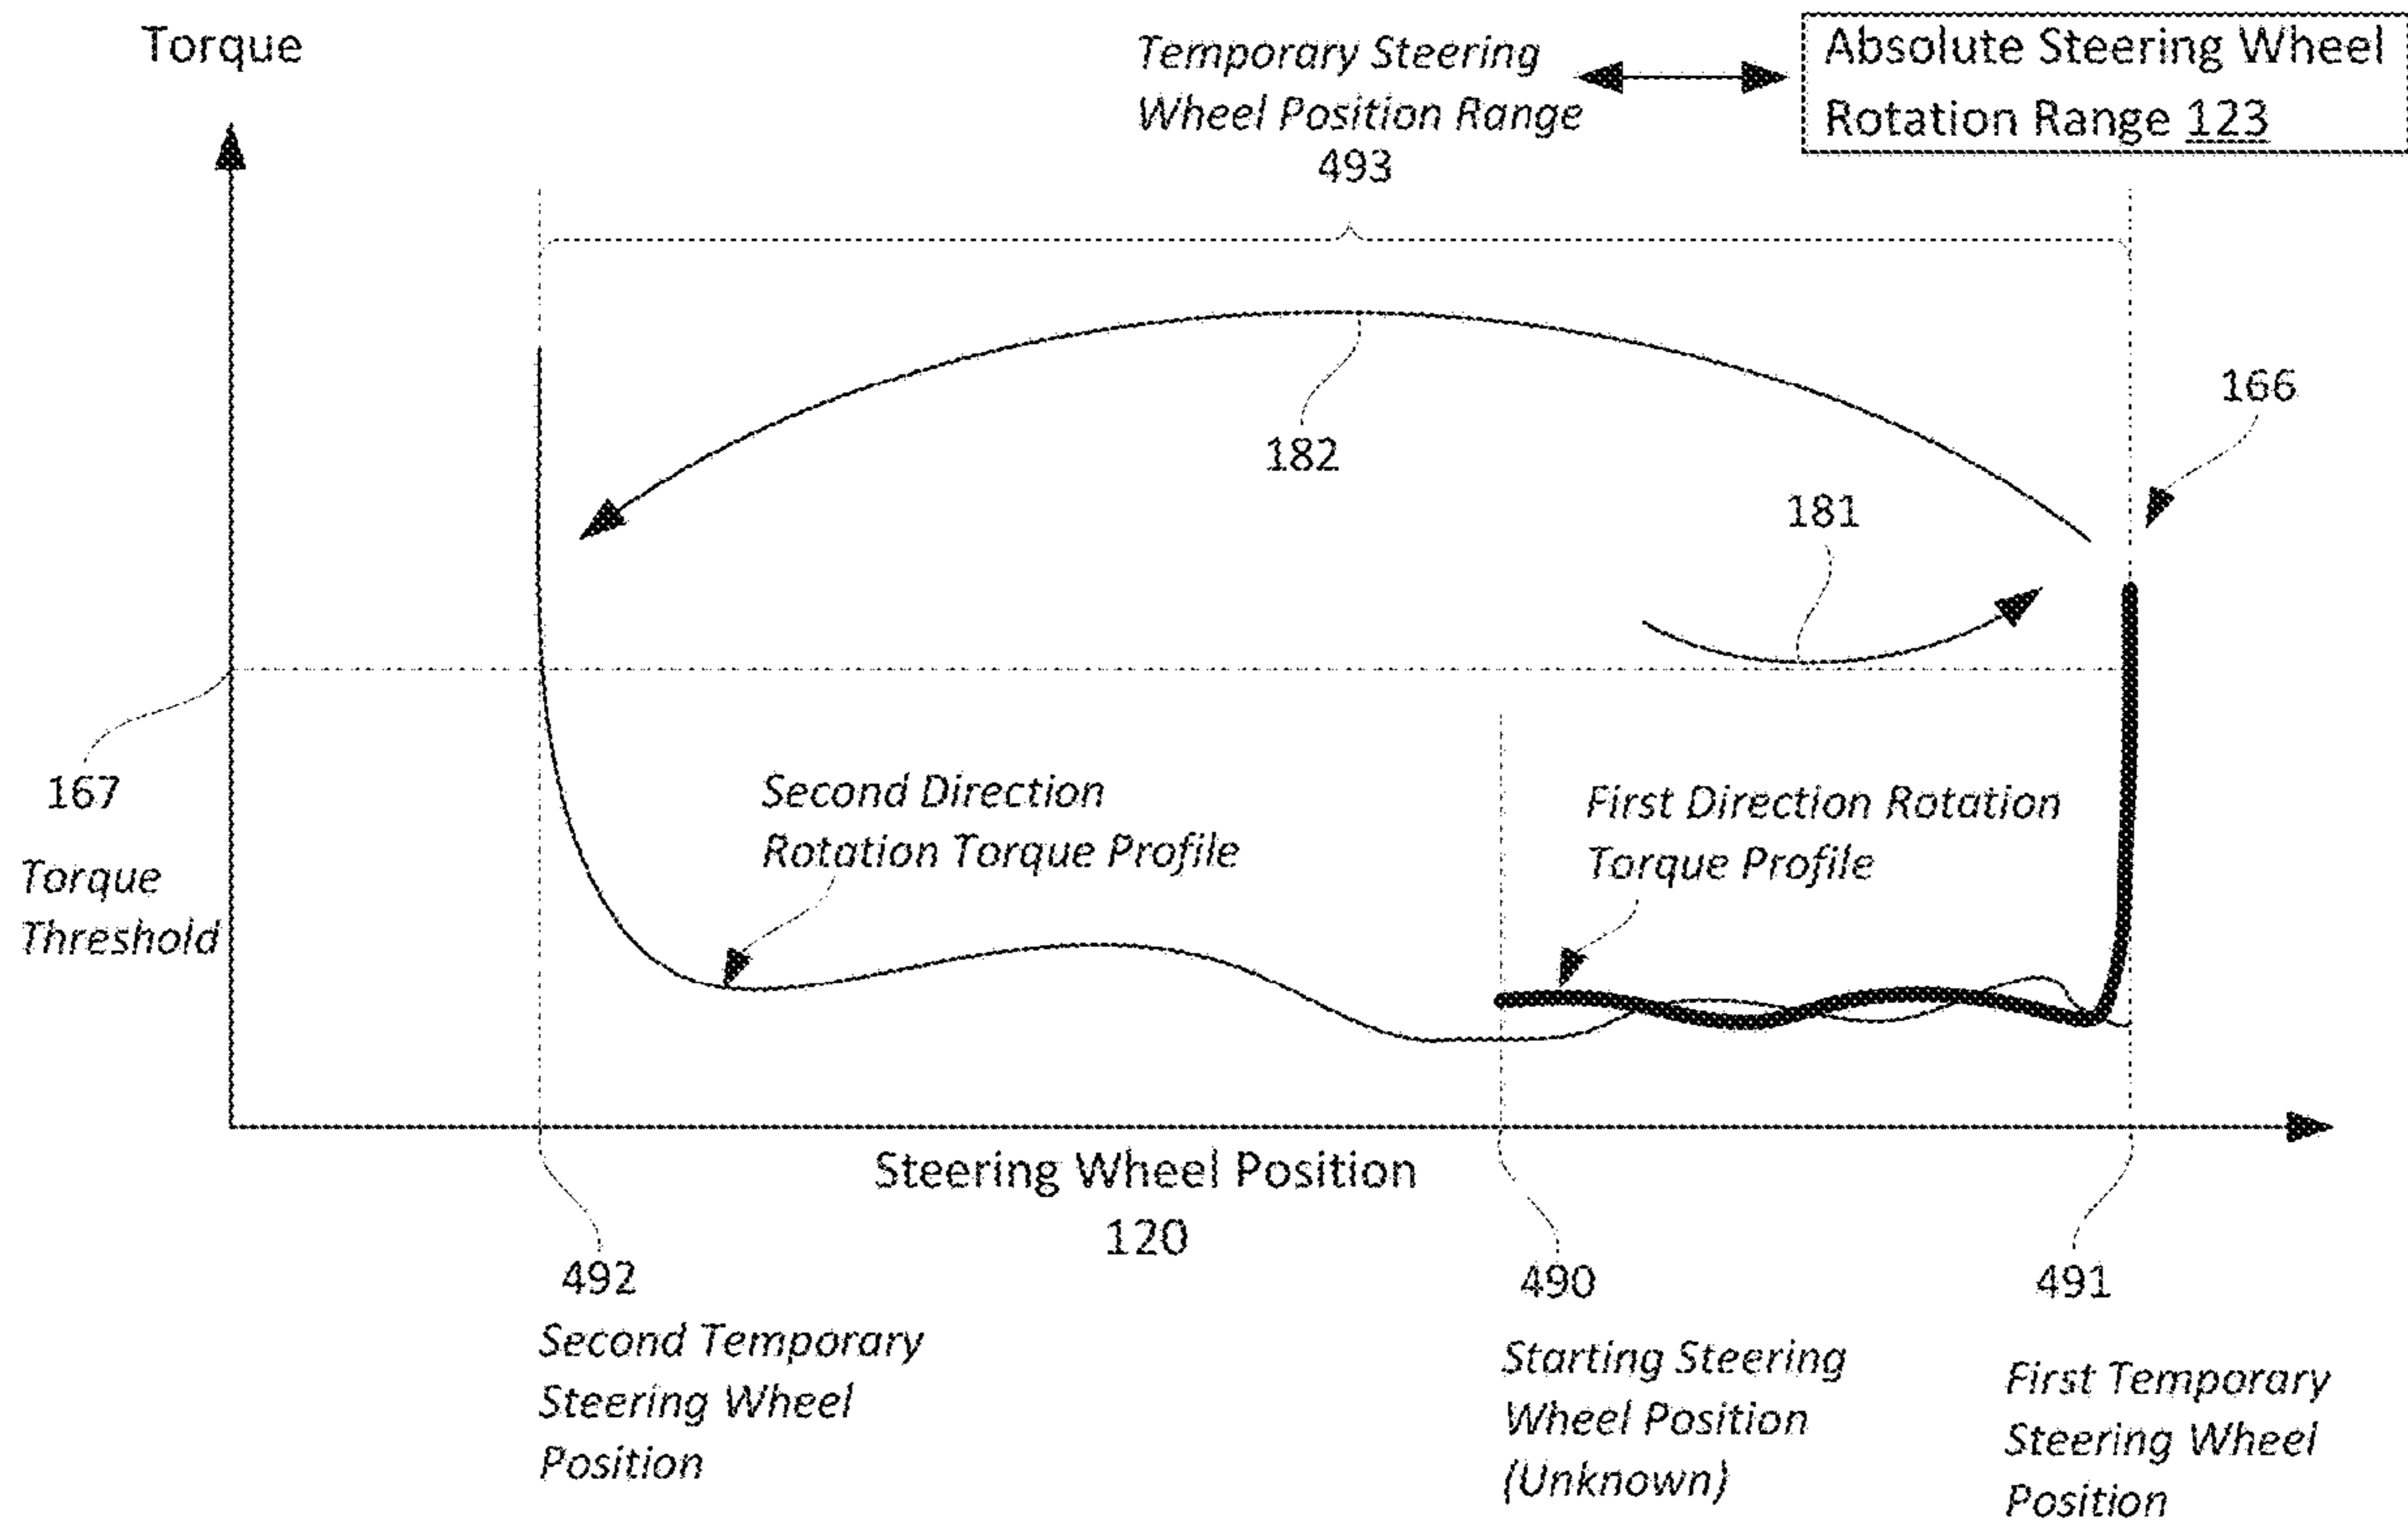 Torque
Temporary Steering
Wheel Position Range
493
Absolute Steering Wheel
Rotation Range 123
182
166
181
167
Torque
Threshold
Second Direction
Rotation Torque Profile
First Direction Rotation
Torque Profile
Steering Wheel Position
120
492
Second Temporary
Steering Wheel
Position
490
Starting Steering
Wheel Position
(Unknown)
491
First Temporary
Steering Wheel
Position